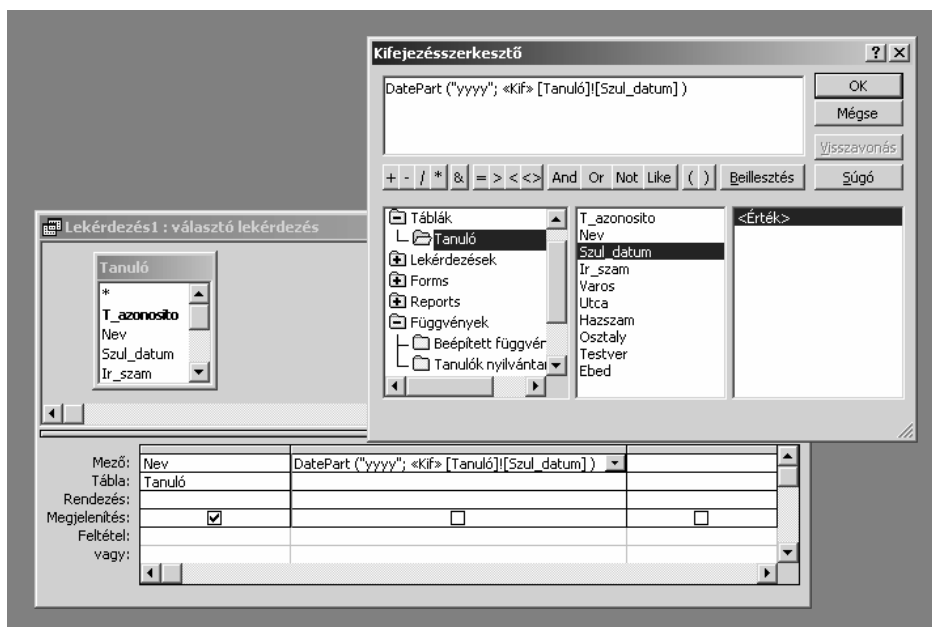 Kifejezésszerkesztő
DatePart ("yyyy"; «Kif» [Tanuló]![Szul_datum] )
OK
Mégse
Visszavonás
+ - / * & = > < <> And Or Not Like ( ) Beillesztés Súgó
Táblák
Tanuló
Lekérdezések
Forms
Reports
Függvények
Beépített függvér
Tanulók nyilvántar
T_azonosito
Nev
Szul_datum
Ir_szam
Varos
Utca
Hazszam
Osztaly
Testver
Ebed
<Érték>
Lekérdezés1 : választó lekérdezés
Tanuló
*
T_azonosito
Nev
Szul_datum
Ir_szam
Mező: Nev DatePart ("yyyy"; «Kif» [Tanuló]![Szul_datum] )
Tábla: Tanuló
Rendezés:
Megjelenítés:
Feltétel:
vagy: